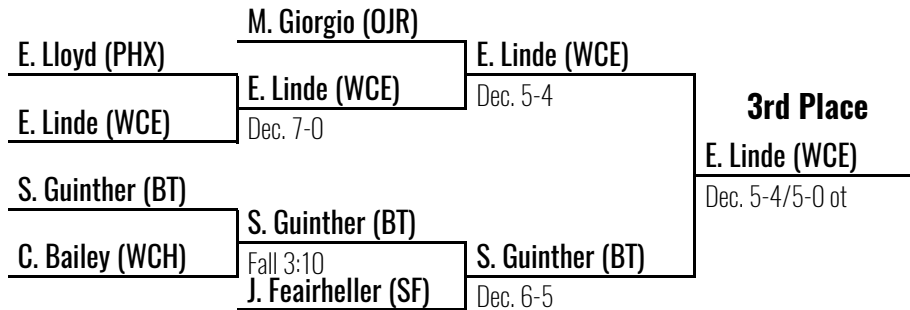 M. Giorgio (OJR)
E. Lloyd (PHX)
E. Linde (WCE)
E. Linde (WCE)
Dec. 5-4
3rd Place
E. Linde (WCE)
Dec. 7-0
E. Linde (WCE)
Dec. 5-4/5-0 ot
S. Guinther (BT)
S. Guinther (BT)
C. Bailey (WCH)
Fall 3:10
S. Guinther (BT)
J. Feairheller (SF)
Dec. 6-5